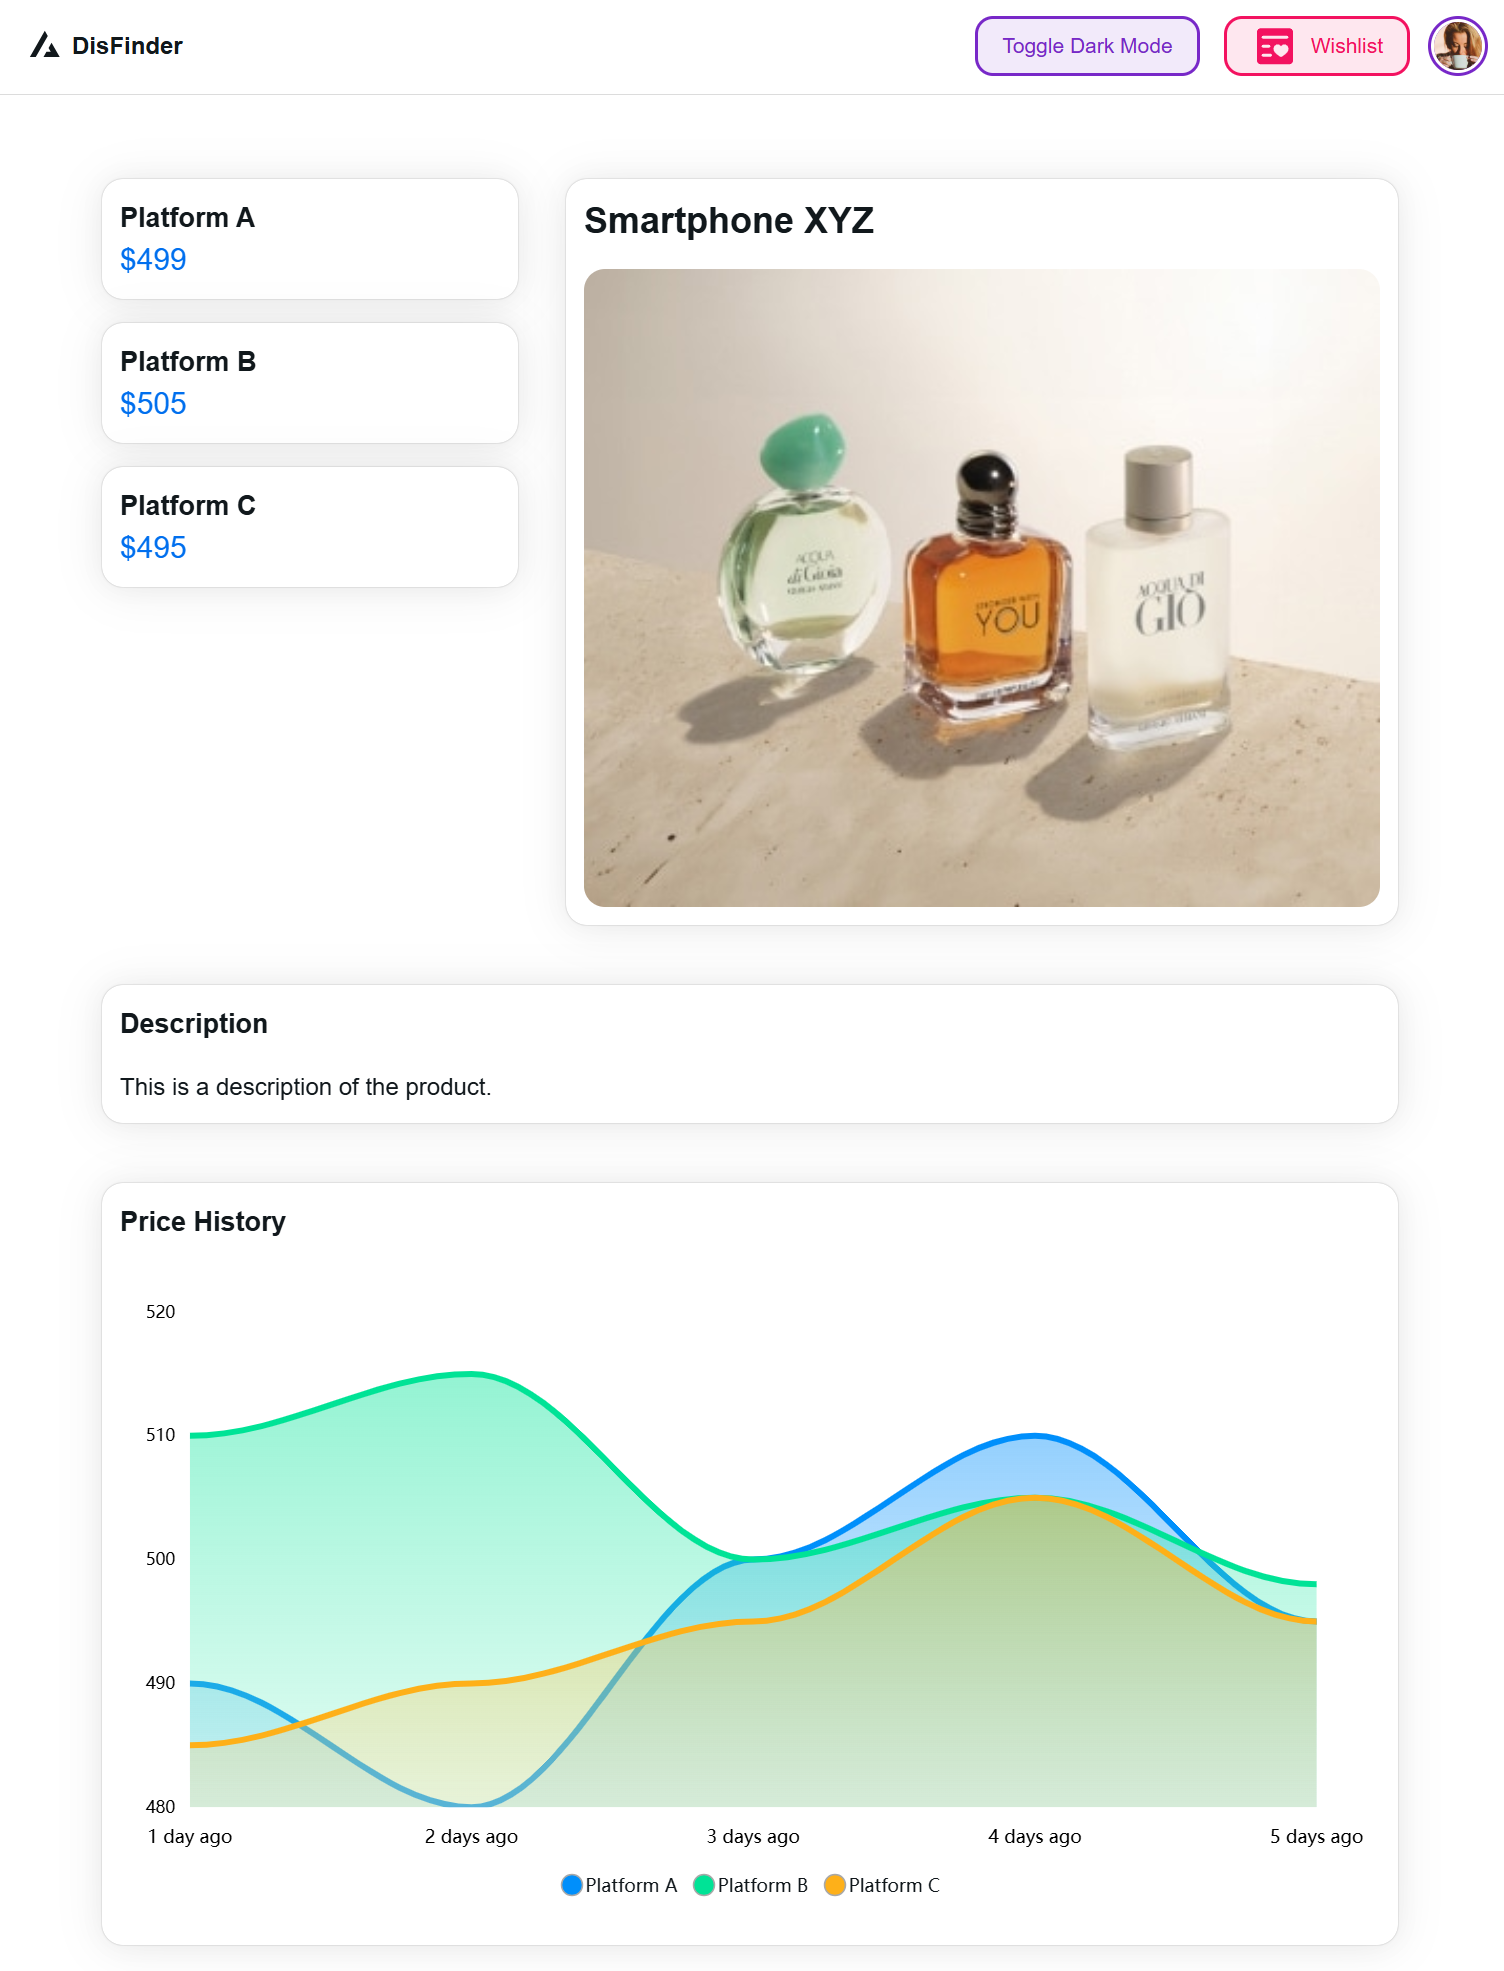 DisFinder
Toggle Dark Mode
Wishlist
Platform A
$499
Platform B
$505
Platform C
$495
Smartphone XYZ
ACQUA
di Gioia
GIORGIO ARMANI
STRONGER WITH
YOU
ACQUA DI
GIÒ
Description
This is a description of the product.
Price History
520
510
500
490
480
1 day ago
2 days ago
3 days ago
4 days ago
5 days ago
Platform A
Platform B
Platform C